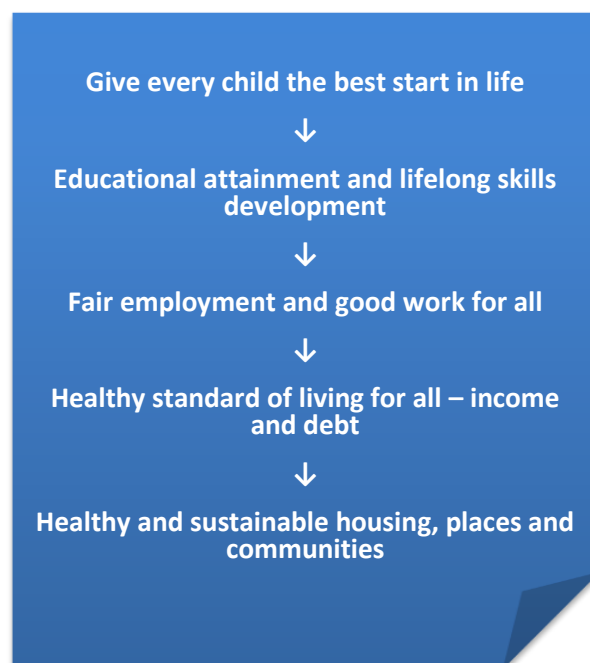 Give every child the best start in life
↓
Educational attainment and lifelong skills
development
↓
Fair employment and good work for all
↓
Healthy standard of living for all – income
and debt
↓
Healthy and sustainable housing, places and
communities